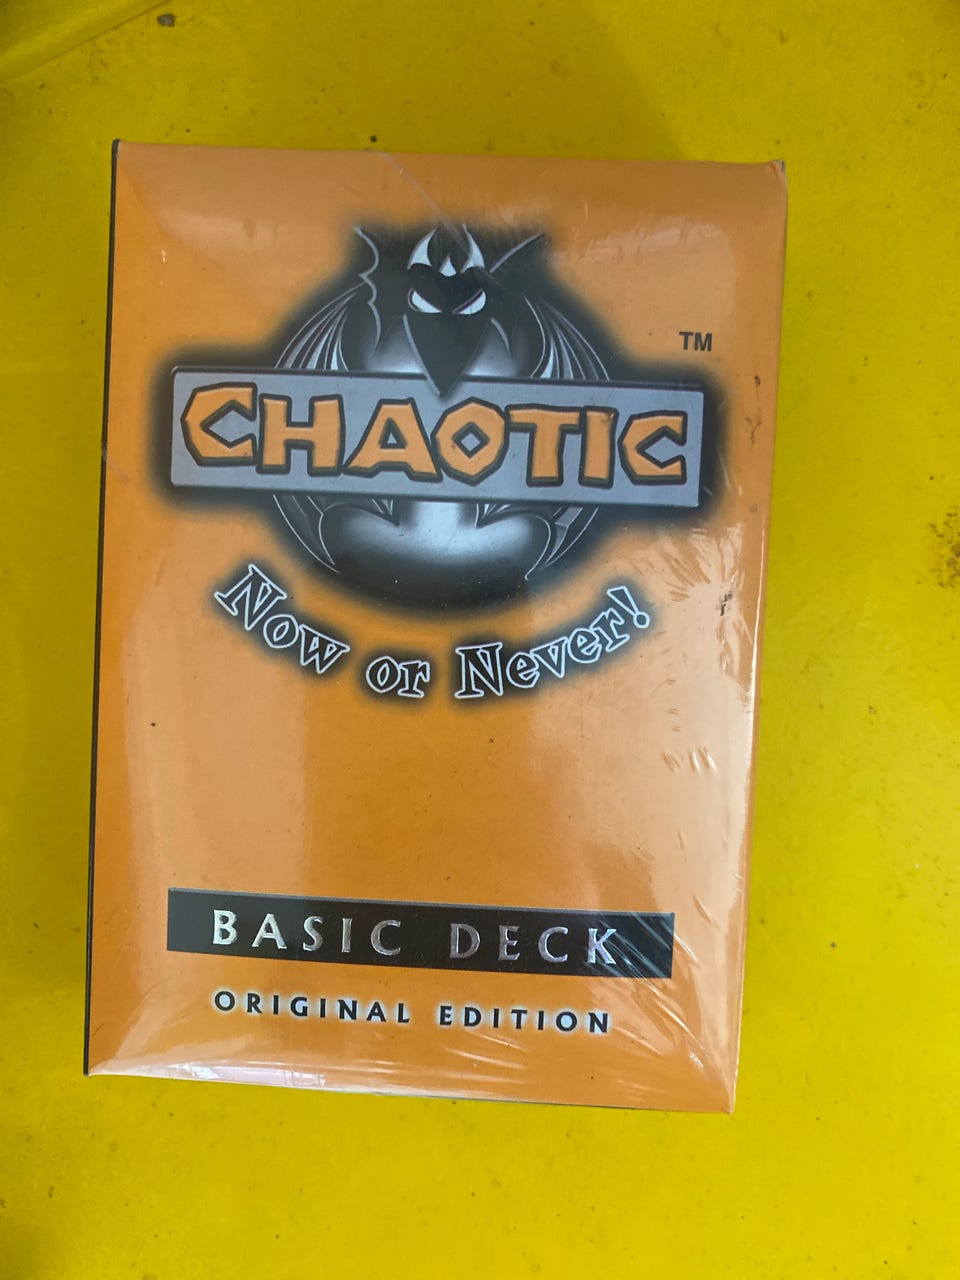 TM
CHAOTIC
Now or Never!
BASIC DECK
ORIGINAL EDITION